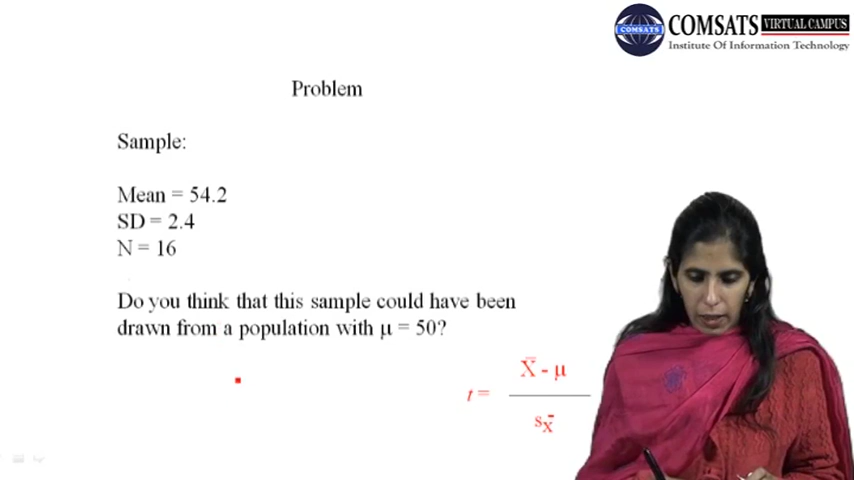 COMSATS
COMSATS VIRTUAL CAMPUS
Institute Of Information Technology
Problem
Sample:
Mean = 54.2
SD = 2.4
N = 16
Do you think that this sample could have been
drawn from a population with μ = 50?
X̄ - μ
t =
sX̄